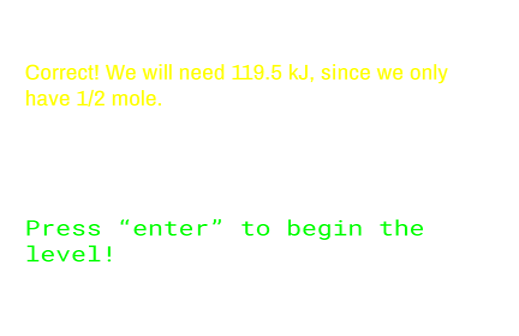 Correct! We will need 119.5 kJ, since we only
have 1/2 mole.
Press “enter” to begin the
level!